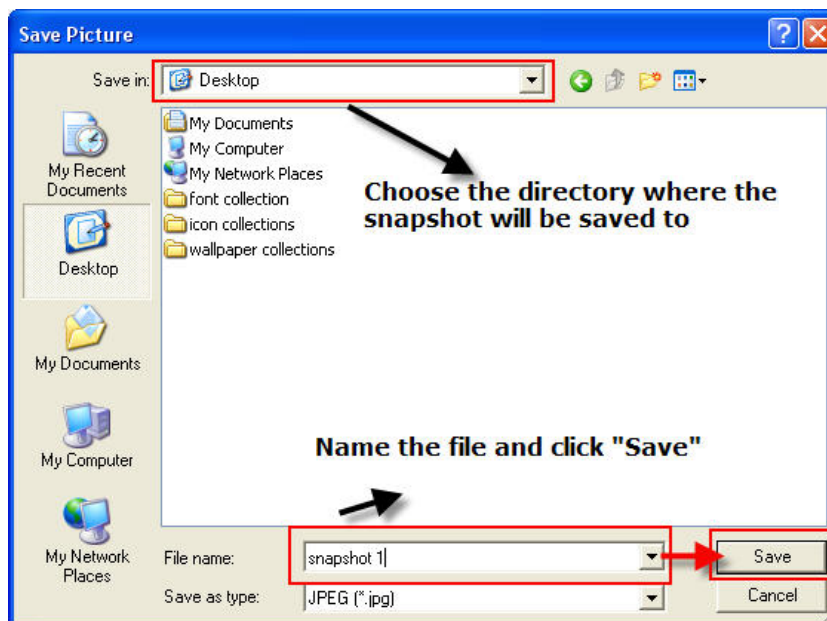 Save Picture
Save in:
Desktop
My Recent
Documents
Desktop
My Documents
My Computer
My Network
Places
My Documents
My Computer
My Network Places
font collection
icon collections
wallpaper collections
Choose the directory where the
snapshot will be saved to
Name the file and click "Save"
File name:
snapshot 1
Save
Save as type:
JPEG (*.jpg)
Cancel